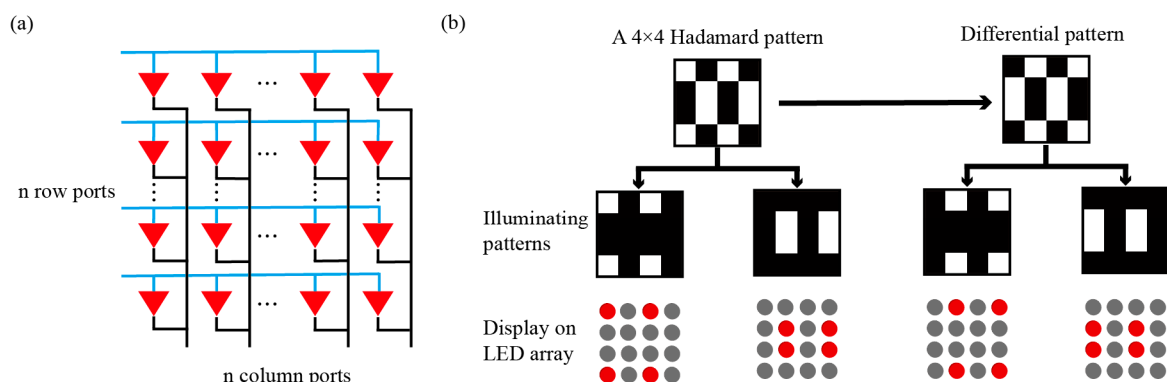 (a)
n row ports
n column ports
(b)
A 4×4 Hadamard pattern
Differential pattern
Illuminating
patterns
Display on
LED array